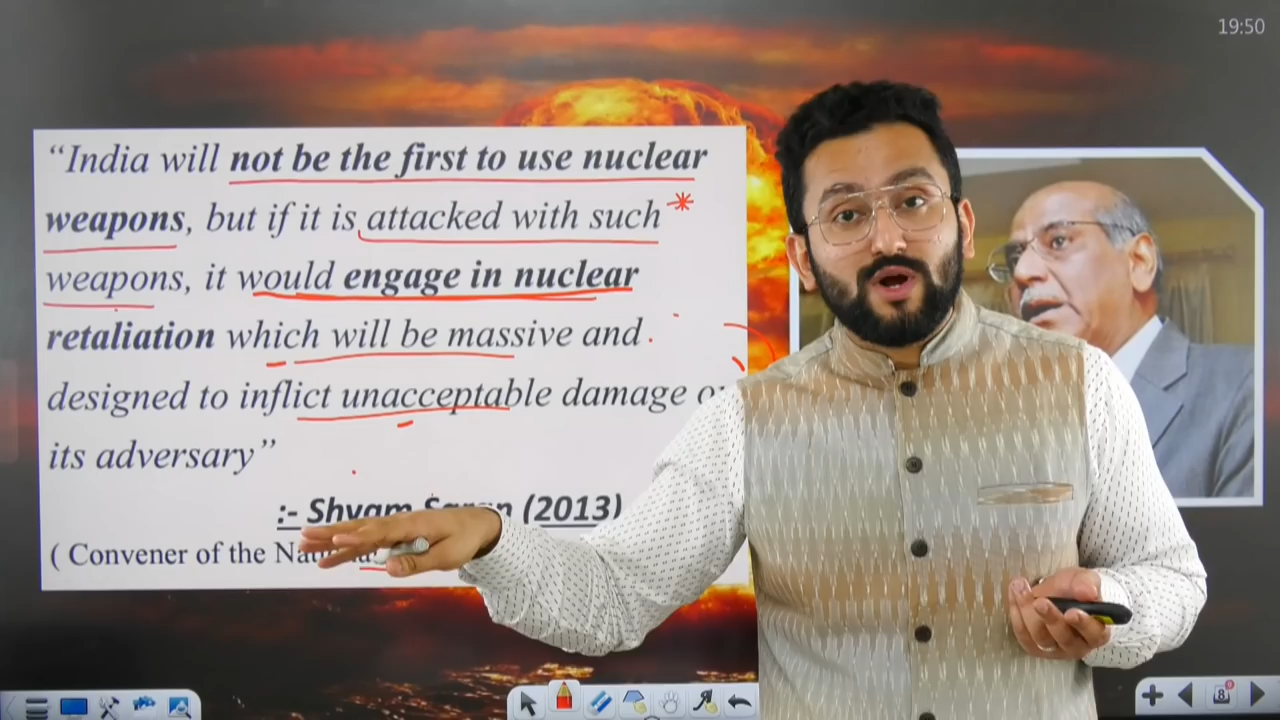 19:50
“India will not be the first to use nuclear
weapons, but if it is attacked with such *
weapons, it would engage in nuclear
retaliation which will be massive and
designed to inflict unacceptable damage
its adversary”
:- Shyam Saran (2013)
( Convener of the
8